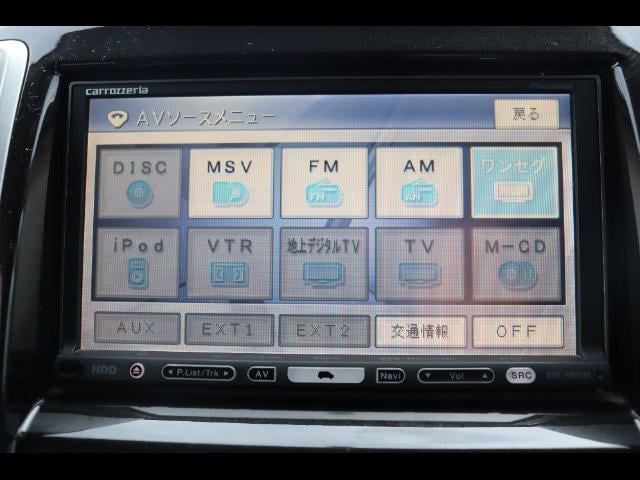 carrozzeria Pioneer
AVソースメニュー 戻る
DISC MSV FM AM ワンセグ
FM AM
iPod VTR 地上デジタルTV TV M-CD
AUX EXT1 EXT2 交通情報 OFF
HDD P.List/Trk AV Navi Vol SRC